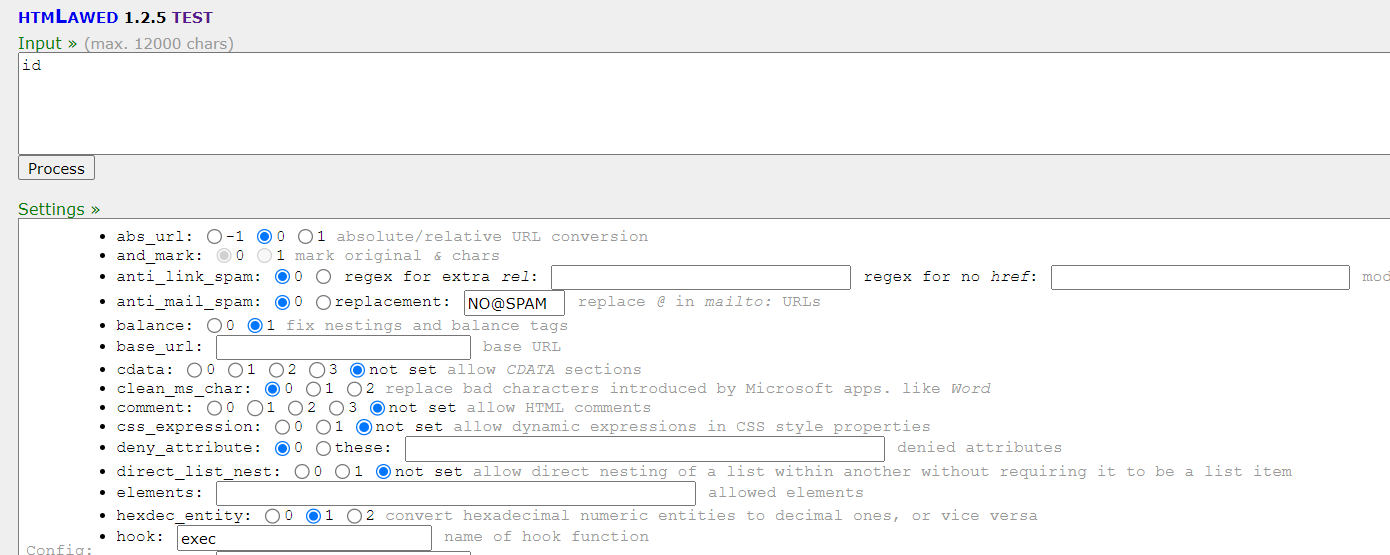 HTMLAWED 1.2.5 TEST
Input » (max. 12000 chars)
id
Process
Settings »
• abs_url: -1 0 1 absolute/relative URL conversion
• and_mark: 0 1 mark original & chars
• anti_link_spam: 0 regex for extra rel: regex for no href: mod
• anti_mail_spam: 0 replacement: NO@SPAM replace @ in mailto: URLs
• balance: 0 1 fix nestings and balance tags
• base_url: base URL
• cdata: 0 1 2 3 not set allow CDATA sections
• clean_ms_char: 0 1 2 replace bad characters introduced by Microsoft apps. like Word
• comment: 0 1 2 3 not set allow HTML comments
• css_expression: 0 1 not set allow dynamic expressions in CSS style properties
• deny_attribute: 0 these: denied attributes
• direct_list_nest: 0 1 not set allow direct nesting of a list within another without requiring it to be a list item
• elements: allowed elements
• hexdec_entity: 0 1 2 convert hexadecimal numeric entities to decimal ones, or vice versa
• hook: exec name of hook function
Config: